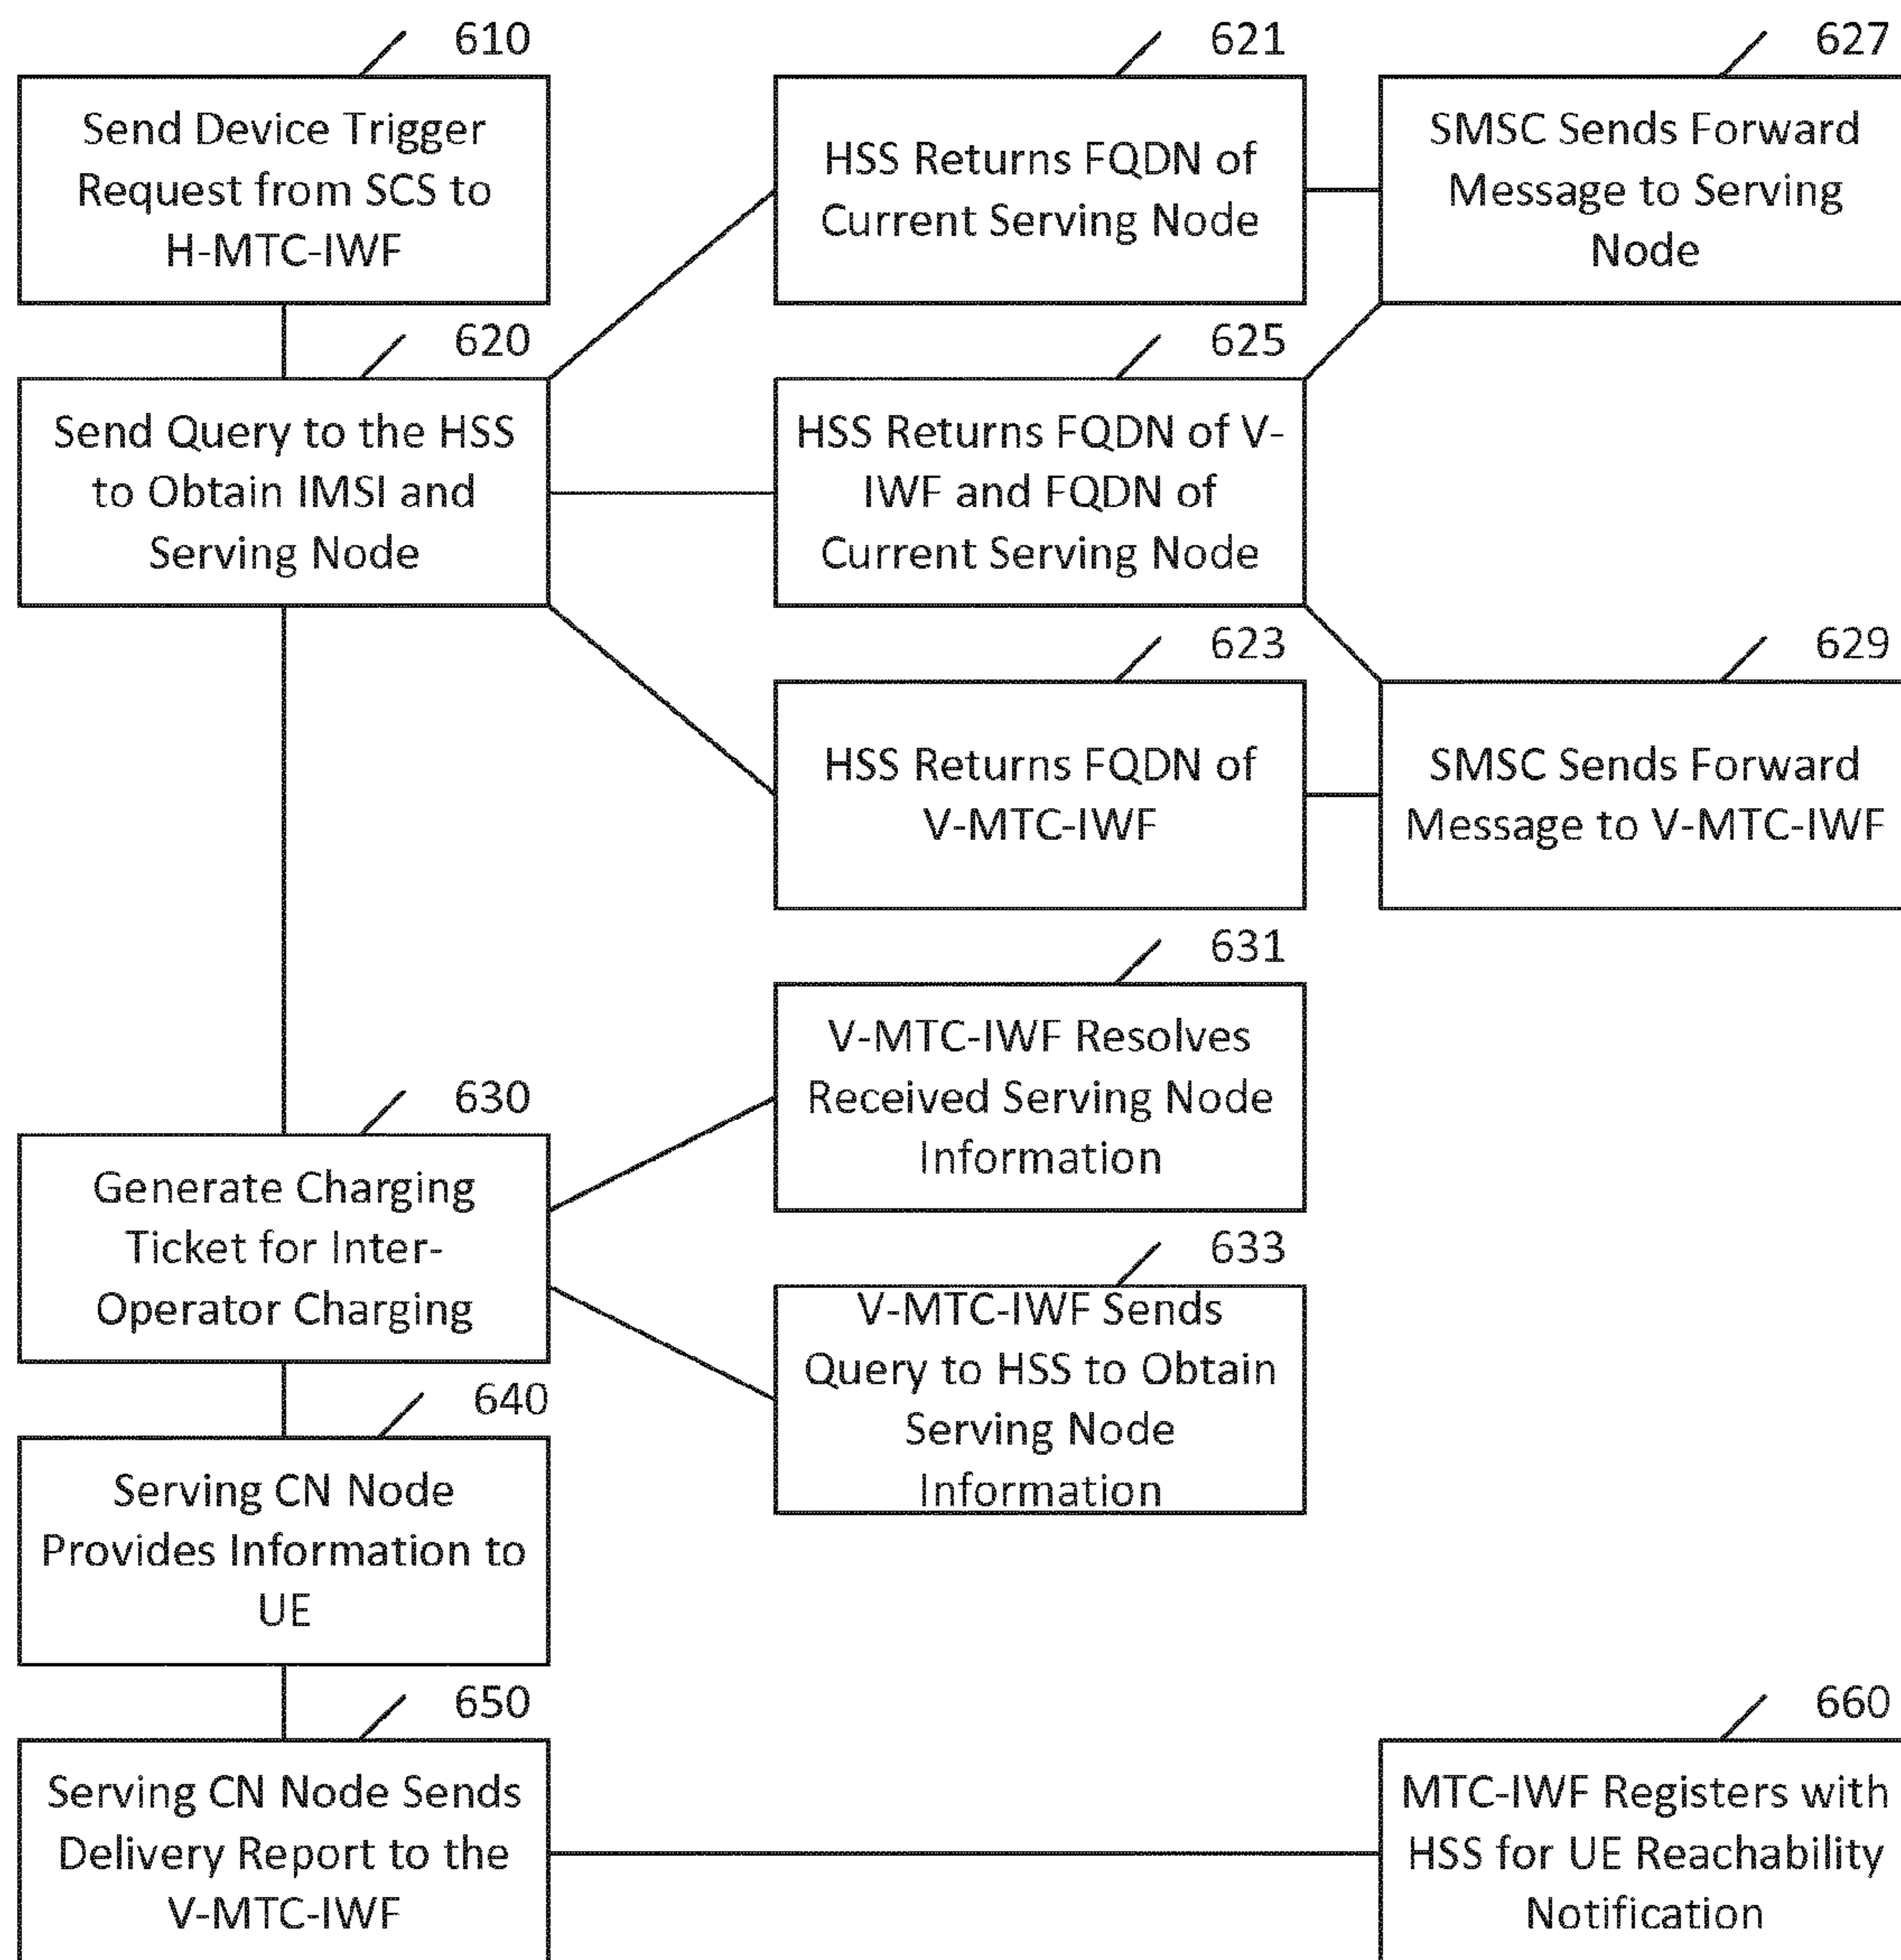 610
Send Device Trigger
Request from SCS to
H-MTC-IWF
621
HSS Returns FQDN of
Current Serving Node
627
SMSC Sends Forward
Message to Serving
Node
620
Send Query to the HSS
to Obtain IMSI and
Serving Node
625
HSS Returns FQDN of V-
IWF and FQDN of
Current Serving Node
623
HSS Returns FQDN of
V-MTC-IWF
629
SMSC Sends Forward
Message to V-MTC-IWF
631
V-MTC-IWF Resolves
Received Serving Node
Information
630
Generate Charging
Ticket for Inter-
Operator Charging
633
V-MTC-IWF Sends
Query to HSS to Obtain
Serving Node
Information
640
Serving CN Node
Provides Information to
UE
650
Serving CN Node Sends
Delivery Report to the
V-MTC-IWF
660
MTC-IWF Registers with
HSS for UE Reachability
Notification